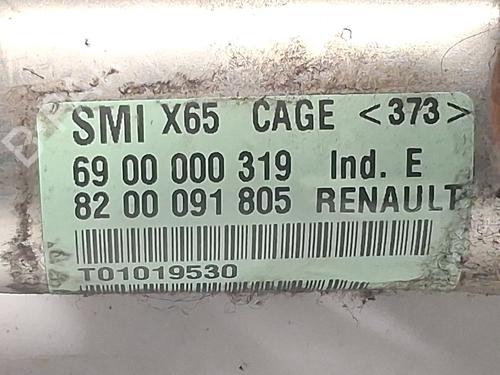 SMI X65 CAGE <373>
69 00 000 319 Ind. E
82 00 091 805 RENAULT
T01019530